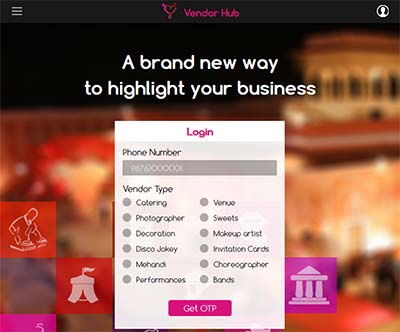 Vendor Hub
A brand new way
to highlight your business
Login
Phone Number
9876XXXXXX
Vendor Type
Catering
Venue
Photographer
Sweets
Decoration
Makeup artist
Disco Jokey
Invitation Cards
Mehandi
Choreographer
Performances
Bands
Get OTP